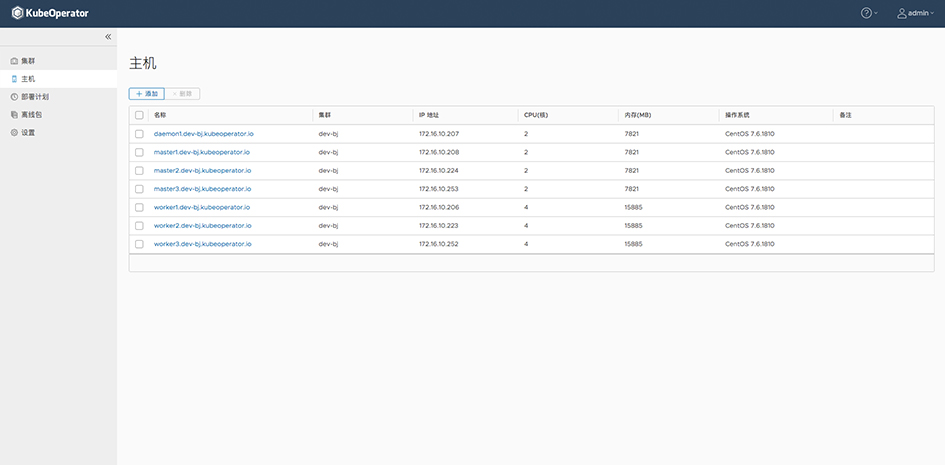 KubeOperator
admin
集群
主机
部署计划
离线包
设置
主机
+ 添加 × 删除
名称 集群 IP 地址 CPU(核) 内存(MB) 操作系统 备注
daemon1.dev-bj.kubeoperator.io dev-bj 172.16.10.207 2 7821 CentOS 7.6.1810
master1.dev-bj.kubeoperator.io dev-bj 172.16.10.208 2 7821 CentOS 7.6.1810
master2.dev-bj.kubeoperator.io dev-bj 172.16.10.224 2 7821 CentOS 7.6.1810
master3.dev-bj.kubeoperator.io dev-bj 172.16.10.253 2 7821 CentOS 7.6.1810
worker1.dev-bj.kubeoperator.io dev-bj 172.16.10.206 4 15885 CentOS 7.6.1810
worker2.dev-bj.kubeoperator.io dev-bj 172.16.10.223 4 15885 CentOS 7.6.1810
worker3.dev-bj.kubeoperator.io dev-bj 172.16.10.252 4 15885 CentOS 7.6.1810